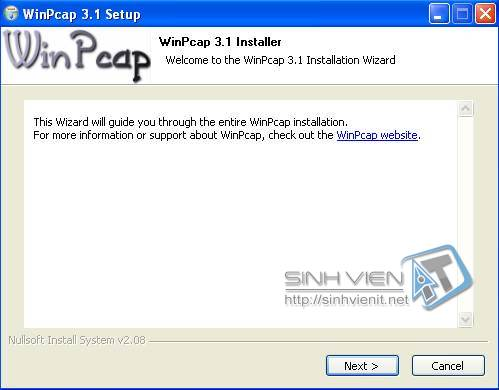 WinPcap 3.1 Setup
WinPcap
WinPcap 3.1 Installer
Welcome to the WinPcap 3.1 Installation Wizard
This Wizard will guide you through the entire WinPcap installation.
For more information or support about WinPcap, check out the WinPcap website.
SINH VIEN IT
http://sinhvienit.net
Nullsoft Install System v2.08
Next >
Cancel